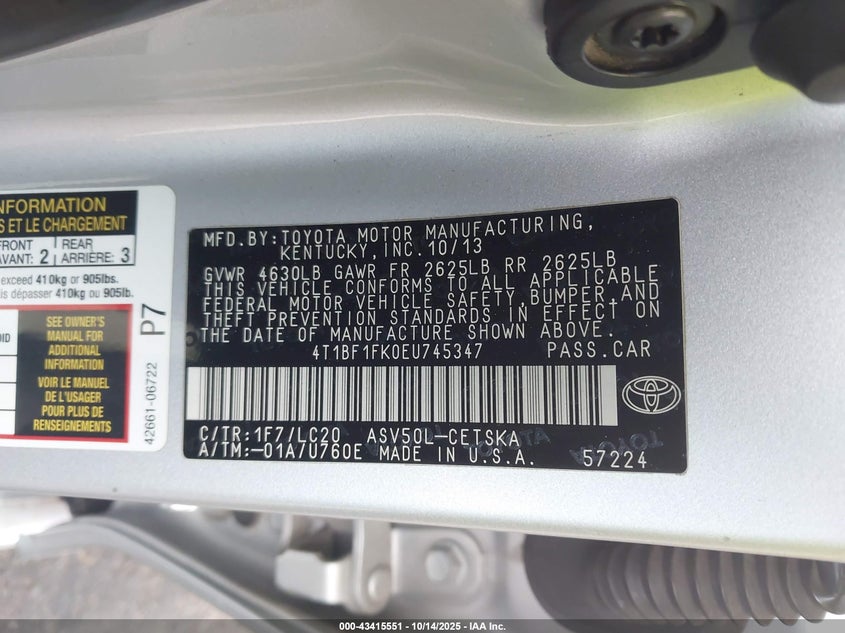 NFORMATION
S ET LE CHARGEMENT
FRONT
AVANT: 2
REAR
ARRIÈRE: 3
exceed 410kg or 905lbs.
is dépasser 410kg ou 905lb.
OID
SEE OWNER'S
MANUAL FOR
ADDITIONAL
INFORMATION
VOIR LE MANUEL
DE L'USAGER
POUR PLUS DE
RENSEIGNEMENTS
P7
42661-06722
MFD.BY:TOYOTA MOTOR MANUFACTURING,
KENTUCKY,INC.10/13
GVWR 4630LB GAWR FR 2625LB RR 2625LB
THIS VEHICLE CONFORMS TO ALL APPLICABLE
FEDERAL MOTOR VEHICLE SAFETY,BUMPER,AND
THEFT PREVENTION STANDARDS IN EFFECT ON
THE DATE OF MANUFACTURE SHOWN ABOVE.
4T1BF1FK0EU745347 PASS.CAR
C/TR:1F7/LC20 ASV50L-CETSKA
A/TM:-01A/U760E MADE IN U.S.A. 57224
TOYOTA
000-43415551 - 10/14/2025 - IAA Inc.